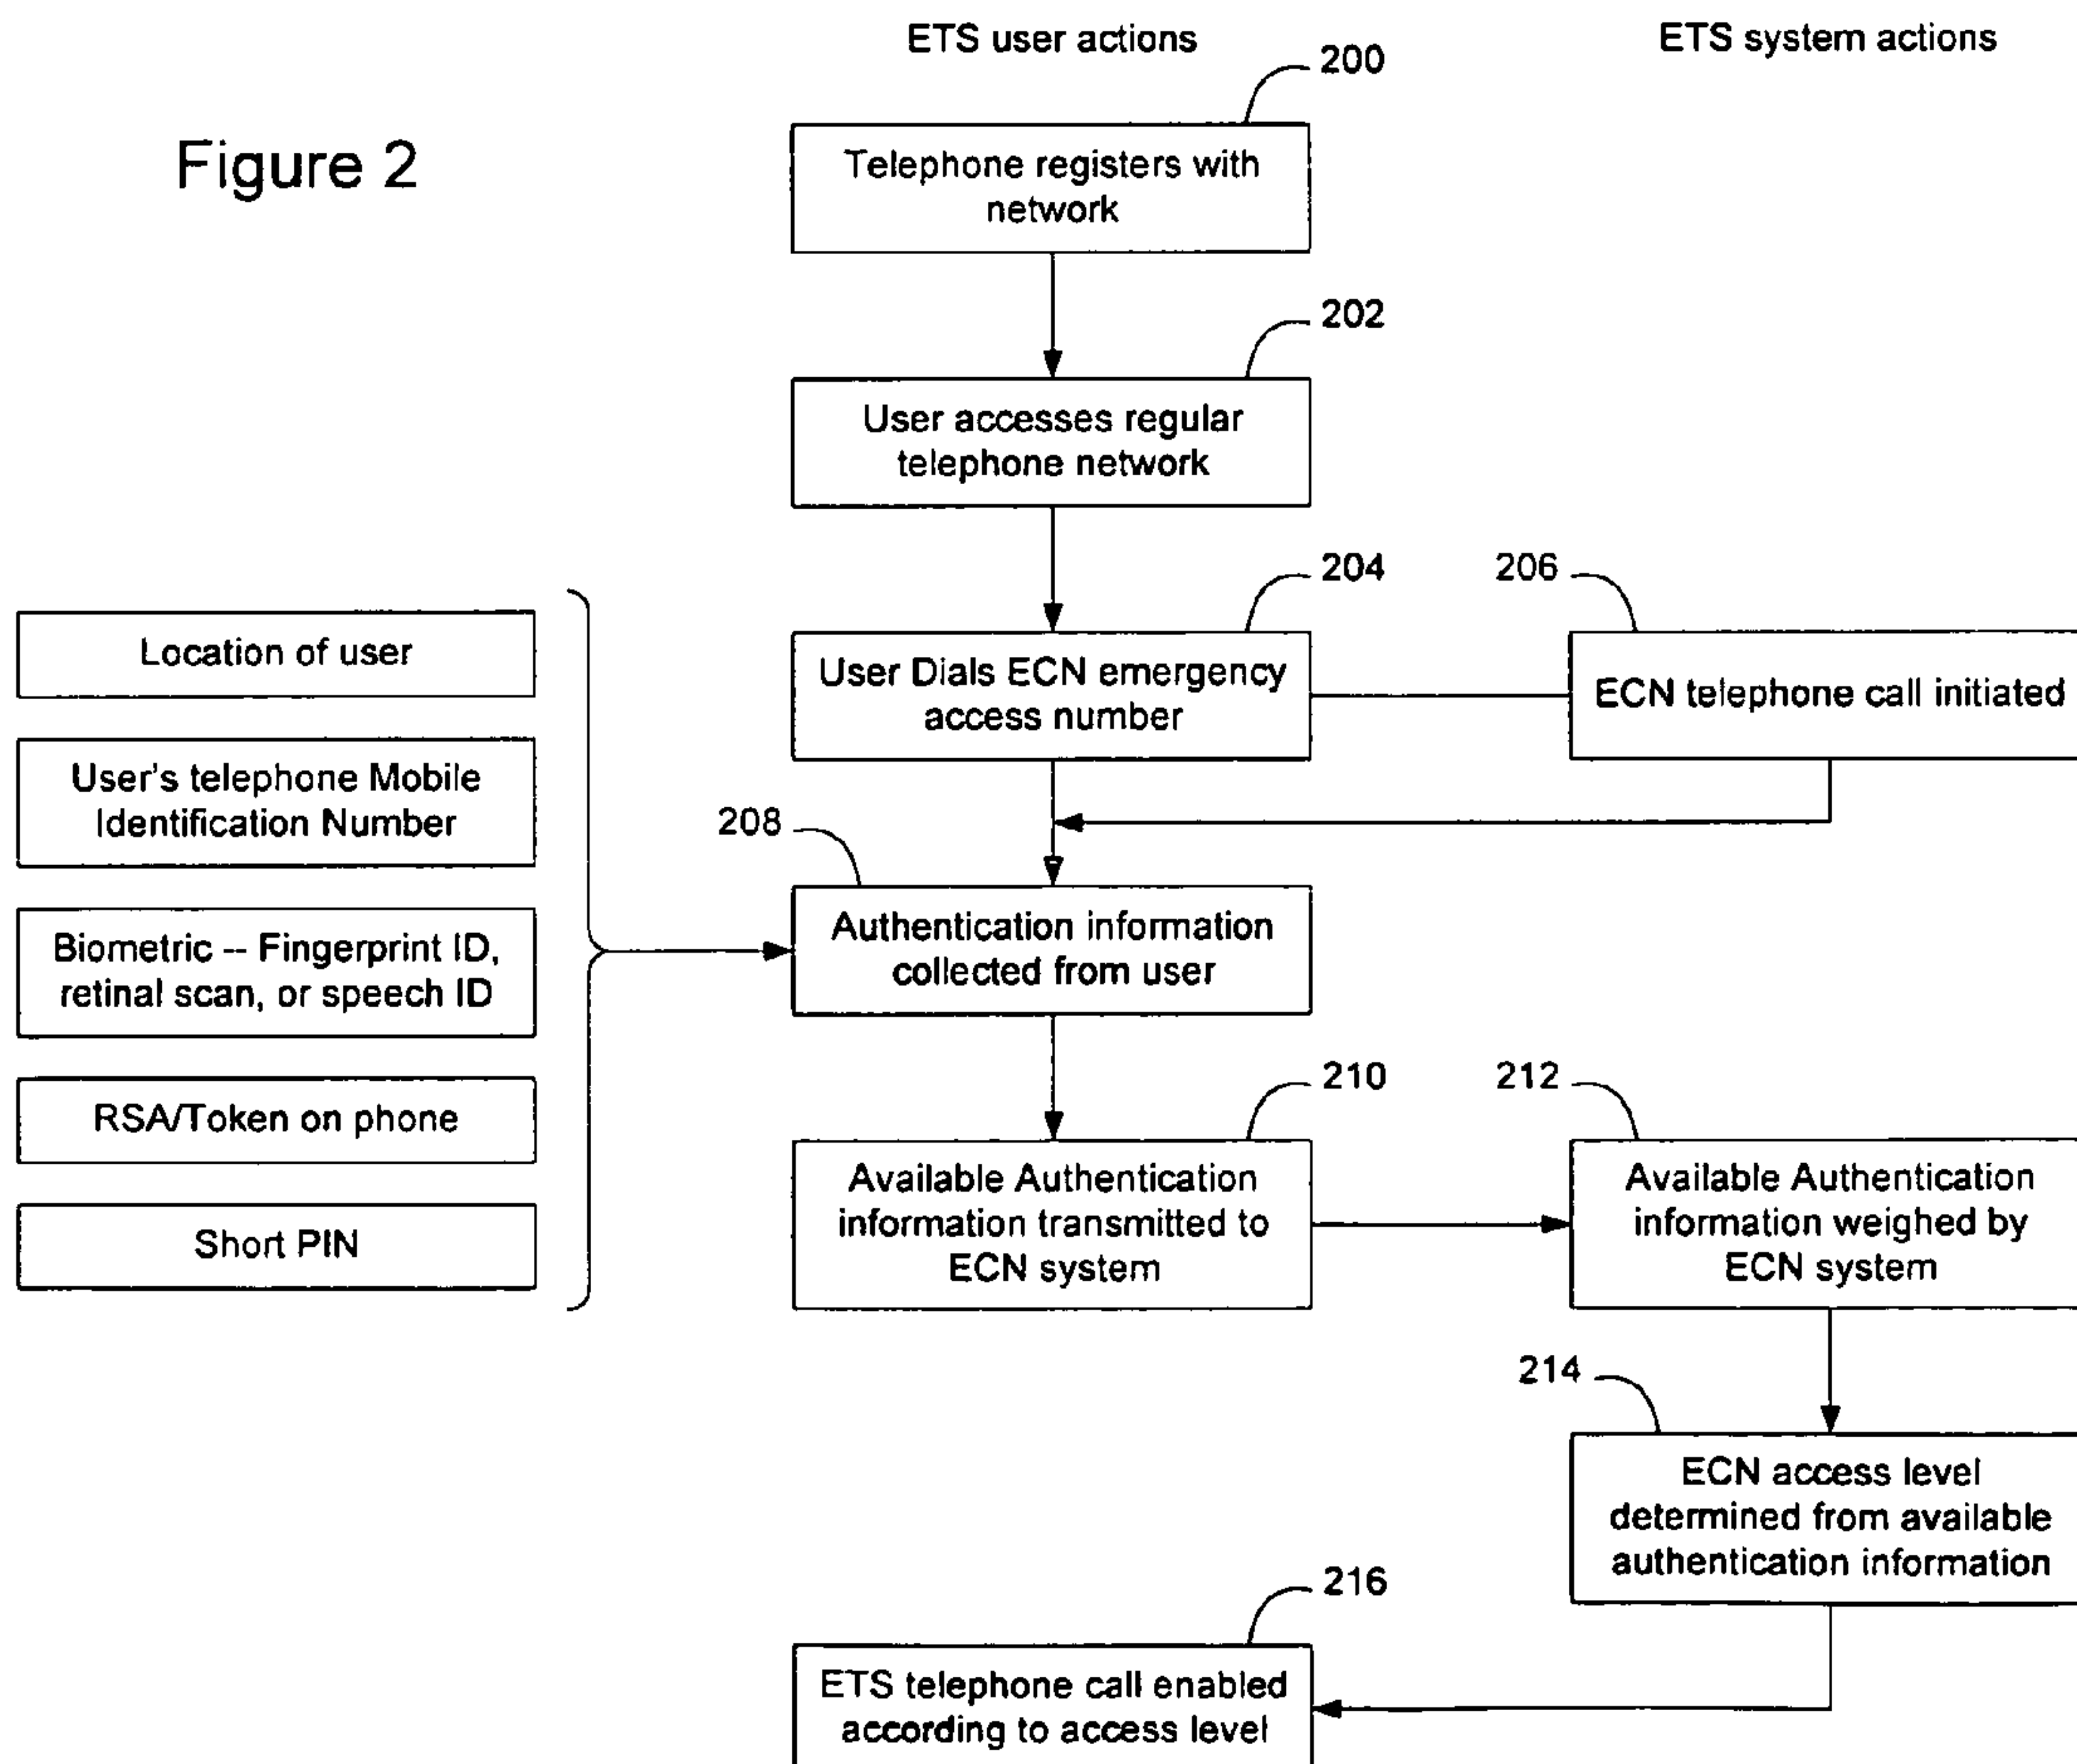 ETS user actions
ETS system actions
Figure 2
200
Telephone registers with
network
202
User accesses regular
telephone network
204
User Dials ECN emergency
access number
206
ECN telephone call initiated
Location of user
User's telephone Mobile
Identification Number
Biometric -- Fingerprint ID,
retinal scan, or speech ID
RSA/Token on phone
Short PIN
208
Authentication information
collected from user
210
Available Authentication
information transmitted to
ECN system
212
Available Authentication
information weighed by
ECN system
214
ECN access level
determined from available
authentication information
216
ETS telephone call enabled
according to access level